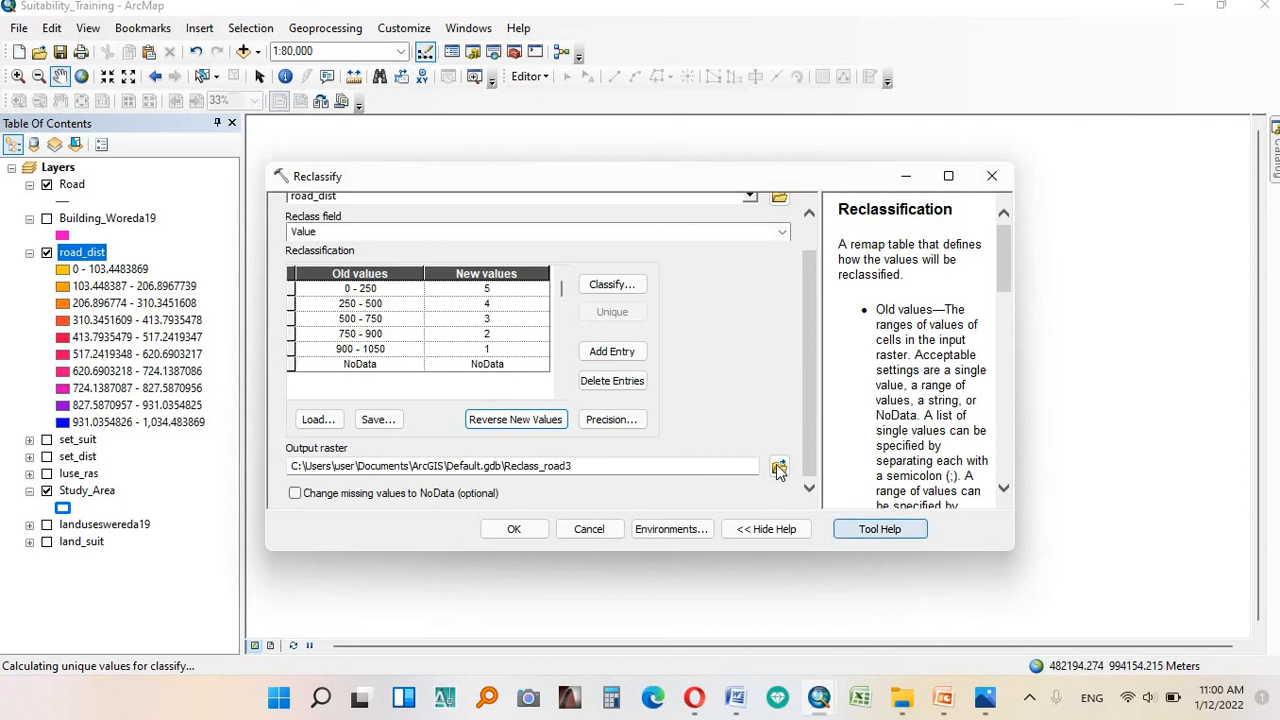 Suitability_Training - ArcMap
File Edit View Bookmarks Insert Selection Geoprocessing Customize Windows Help
1:80,000
Editor
33%
Table Of Contents
Layers
Road
Building_Woreda19
road_dist
0 - 103.4483869
103.4483870 - 206.8967739
206.896774 - 310.3451608
310.3451609 - 413.7935478
413.7935479 - 517.2419347
517.2419348 - 620.6903217
620.6903218 - 724.1387086
724.1387087 - 827.5870956
827.5870957 - 931.0354825
931.0354826 - 1,034.483869
set_suit
set_dist
luse_ras
Study_Area
landuseswereda19
land_suit
Catalog
Reclassify
road_dist
Reclass field
Value
Reclassification
Old values New values
0 - 250 5
250 - 500 4
500 - 750 3
750 - 900 2
900 - 1050 1
NoData NoData
Classify...
Unique
Add Entry
Delete Entries
Load... Save... Reverse New Values Precision...
Output raster
C:\Users\user\Documents\ArcGIS\Default.gdb\Reclass_road3
Change missing values to NoData (optional)
OK Cancel Environments... << Hide Help Tool Help
Reclassification
A remap table that defines
how the values will be
reclassified.
• Old values—The
ranges of values of
cells in the input
raster. Acceptable
settings are a single
value, a range of
values, a string, or
NoData. A list of
single values can be
specified by
separating each with
a semicolon (;). A
range of values can
be specified by
Calculating unique values for classify...
482194.274 994154.215 Meters
ENG
11:00 AM
1/12/2022
1